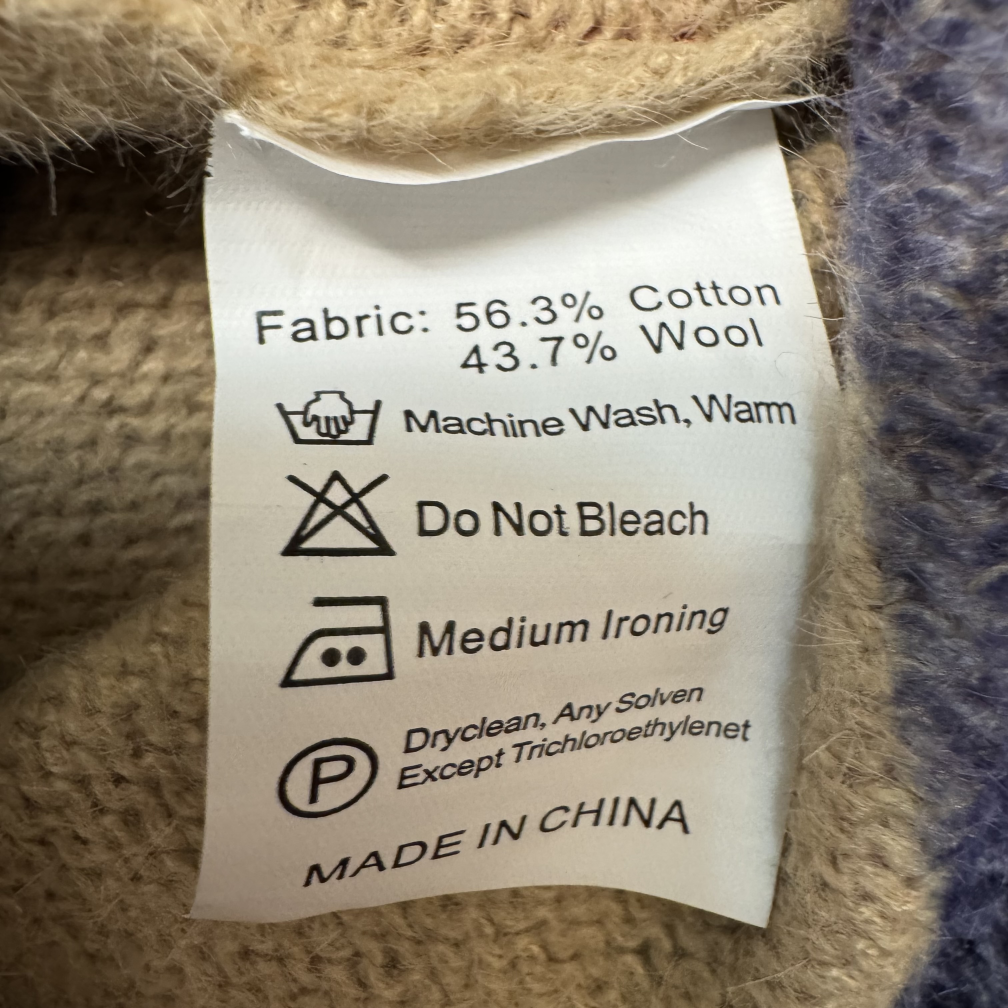 Fabric: 56.3% Cotton
43.7% Wool
Machine Wash, Warm
Do Not Bleach
Medium Ironing
Dryclean, Any Solven
Except Trichloroethylenet
P
MADE IN CHINA